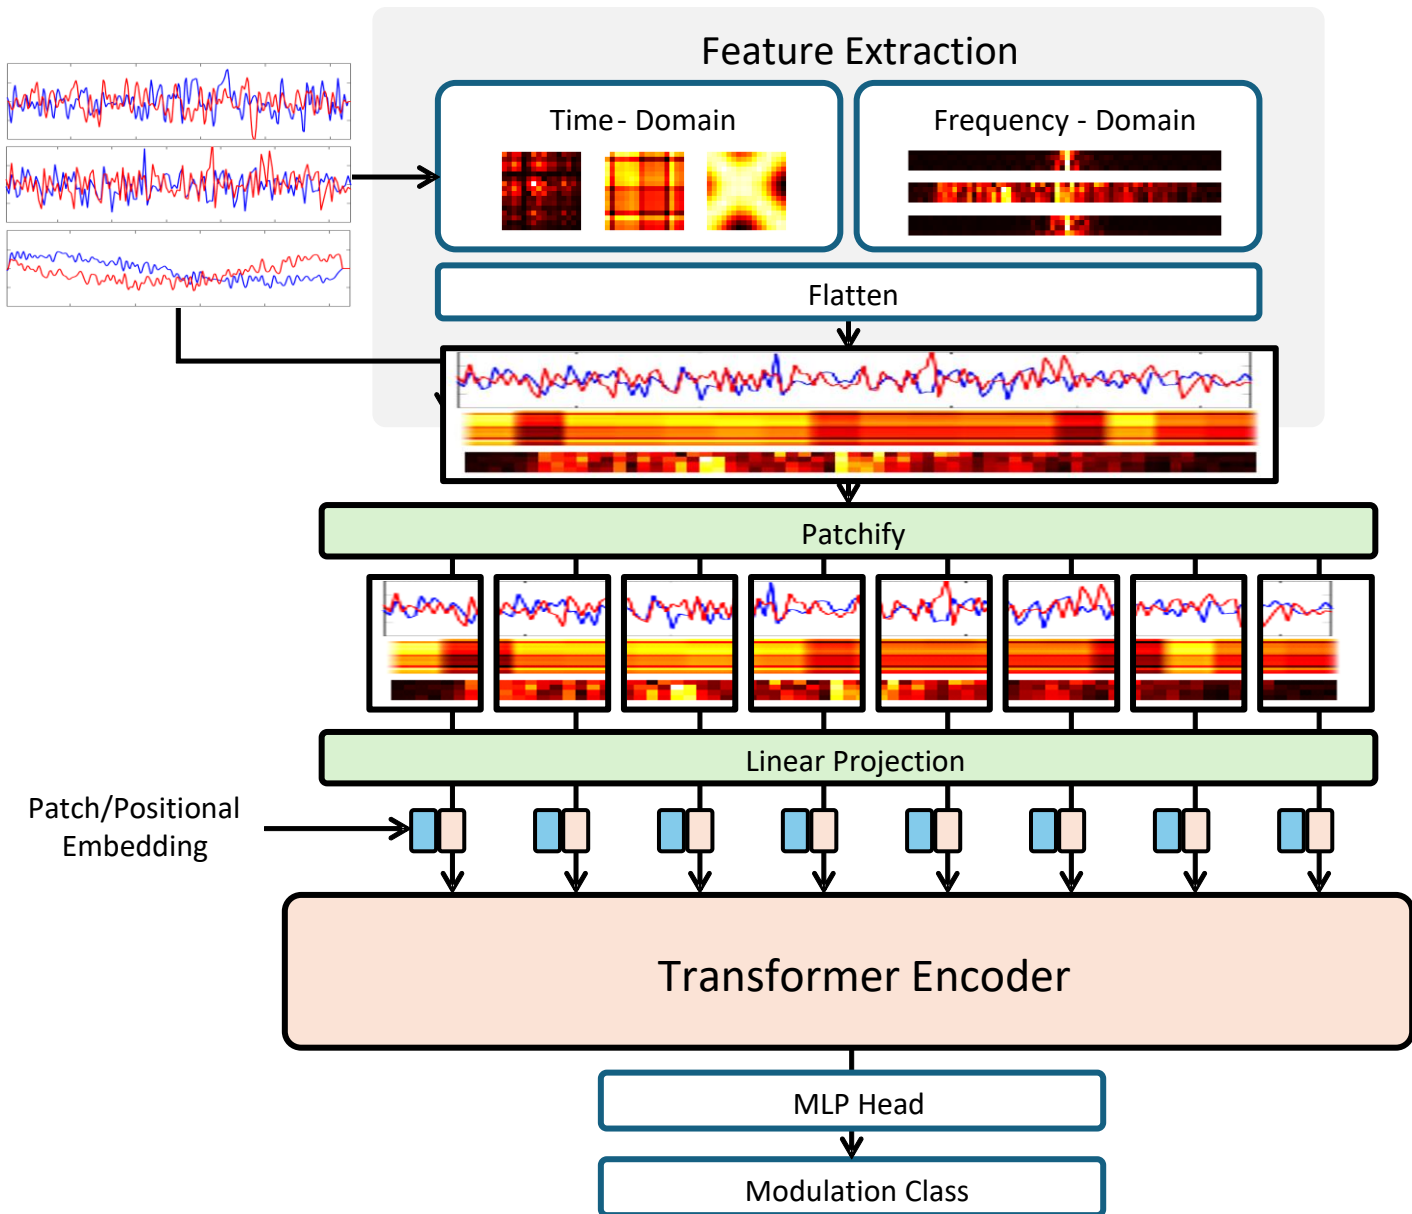 Feature Extraction
Time - Domain
Frequency - Domain
Flatten
Patchify
Linear Projection
Patch/Positional
Embedding
Transformer Encoder
MLP Head
Modulation Class